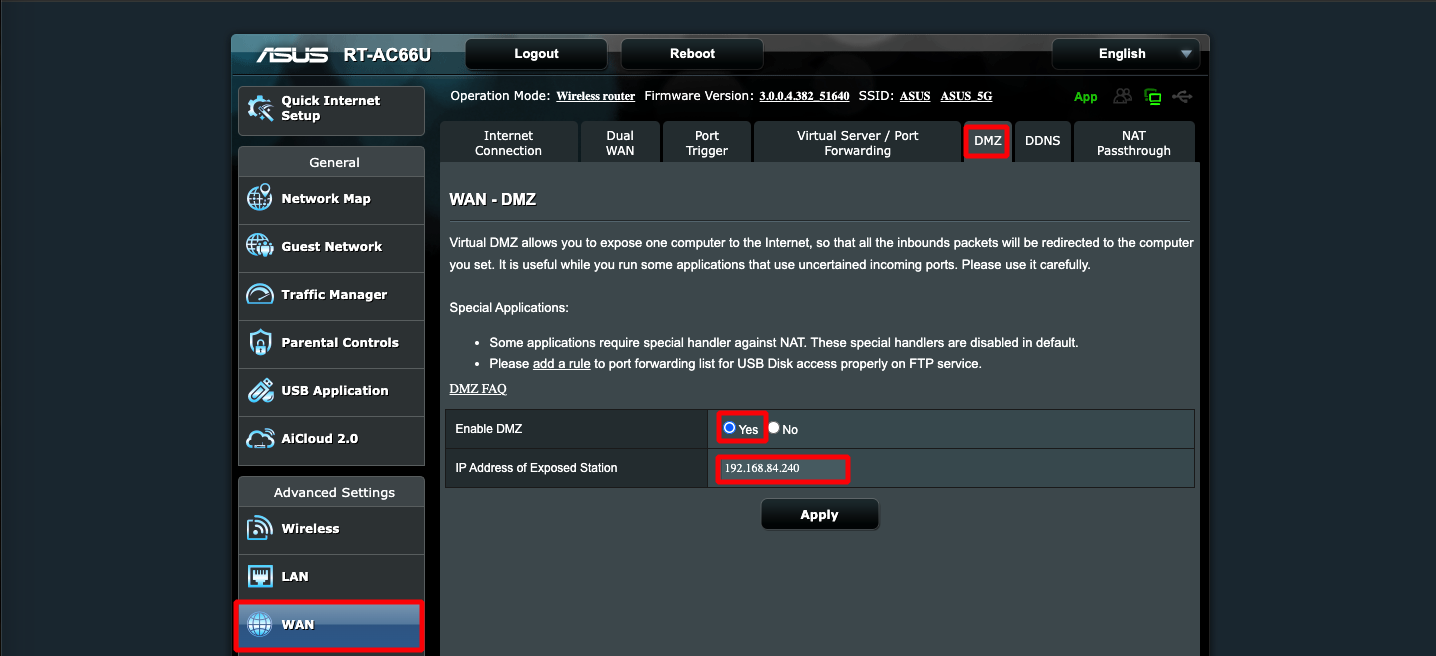 ASUS RT-AC66U Logout Reboot English
Operation Mode: Wireless router Firmware Version: 3.0.0.4.382_51640 SSID: ASUS ASUS_5G App
Quick Internet
Setup
General
Network Map
Guest Network
Traffic Manager
Parental Controls
USB Application
AiCloud 2.0
Advanced Settings
Wireless
LAN
WAN
Internet
Connection
Dual
WAN
Port
Trigger
Virtual Server / Port
Forwarding
DMZ
DDNS
NAT
Passthrough
WAN - DMZ
Virtual DMZ allows you to expose one computer to the Internet, so that all the inbounds packets will be redirected to the computer
you set. It is useful while you run some applications that use uncertained incoming ports. Please use it carefully.
Special Applications:
• Some applications require special handler against NAT. These special handlers are disabled in default.
• Please add a rule to port forwarding list for USB Disk access properly on FTP service.
DMZ FAQ
Enable DMZ Yes No
IP Address of Exposed Station 192.168.84.240
Apply